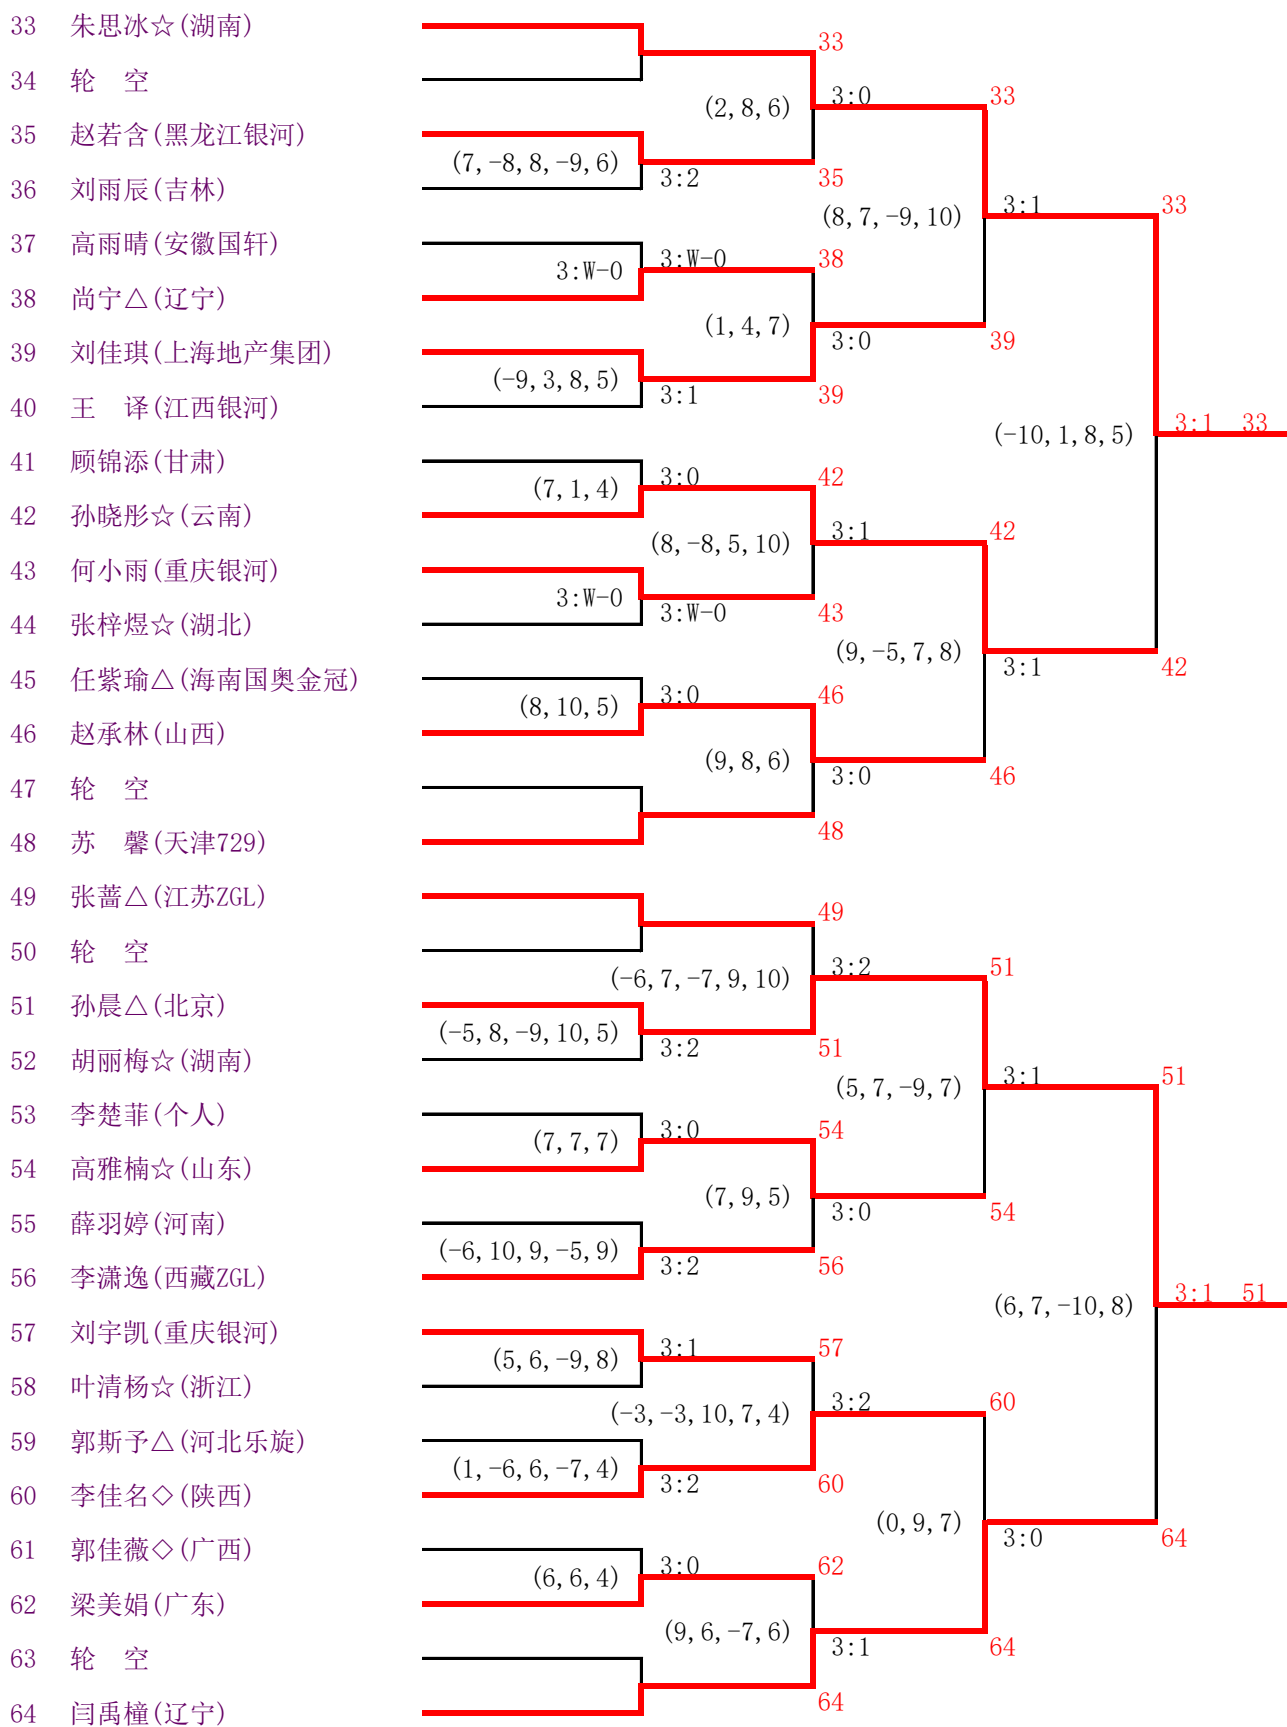 33 朱思冰☆(湖南)
33
34 轮 空
(2, 8, 6) 3:0 33
35 赵若含(黑龙江银河)
(7, -8, 8, -9, 6) 3:2 35
36 刘雨辰(吉林)
(8, 7, -9, 10) 3:1 33
37 高雨晴(安徽国轩)
3:W-0 3:W-0 38
38 尚宁△(辽宁)
(1, 4, 7) 3:0 39
39 刘佳琪(上海地产集团)
(-9, 3, 8, 5) 3:1 39
40 王 译(江西银河)
(-10, 1, 8, 5) 3:1 33
41 顾锦添(甘肃)
(7, 1, 4) 3:0 42
42 孙晓彤☆(云南)
(8, -8, 5, 10) 3:1 42
43 何小雨(重庆银河)
3:W-0 3:W-0 43
44 张梓煜☆(湖北)
(9, -5, 7, 8) 3:1 42
45 任紫瑜△(海南国奥金冠)
(8, 10, 5) 3:0 46
46 赵承林(山西)
(9, 8, 6) 3:0 46
47 轮 空
48
48 苏 馨(天津729)
49 张蔷△(江苏ZGL)
49
50 轮 空
(-6, 7, -7, 9, 10) 3:2 51
51 孙晨△(北京)
(-5, 8, -9, 10, 5) 3:2 51
52 胡丽梅☆(湖南)
(5, 7, -9, 7) 3:1 51
53 李楚菲(个人)
(7, 7, 7) 3:0 54
54 高雅楠☆(山东)
(7, 9, 5) 3:0 54
55 薛羽婷(河南)
(-6, 10, 9, -5, 9) 3:2 56
56 李潇逸(西藏ZGL)
(6, 7, -10, 8) 3:1 51
57 刘宇凯(重庆银河)
(5, 6, -9, 8) 3:1 57
58 叶清杨☆(浙江)
(-3, -3, 10, 7, 4) 3:2 60
59 郭斯予△(河北乐旋)
(1, -6, 6, -7, 4) 3:2 60
60 李佳名◇(陕西)
(0, 9, 7) 3:0 64
61 郭佳薇◇(广西)
(6, 6, 4) 3:0 62
62 梁美娟(广东)
(9, 6, -7, 6) 3:1 64
63 轮 空
64
64 闫禹橦(辽宁)